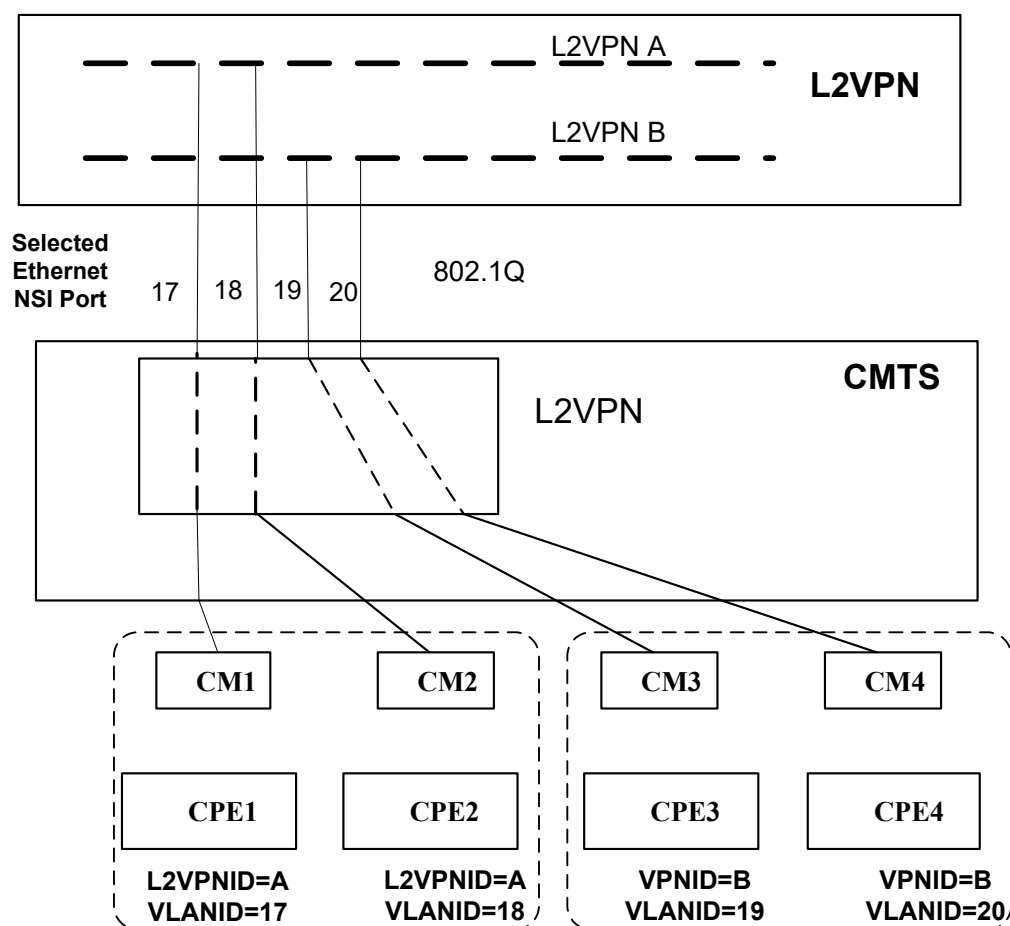 L2VPN A
L2VPN
L2VPN B
Selected
Ethernet
NSI Port
17
18
19
20
802.1Q
CMTS
L2VPN
CM1
CM2
CM3
CM4
CPE1
CPE2
CPE3
CPE4
L2VPNID=A
VLANID=17
L2VPNID=A
VLANID=18
VPNID=B
VLANID=19
VPNID=B
VLANID=20